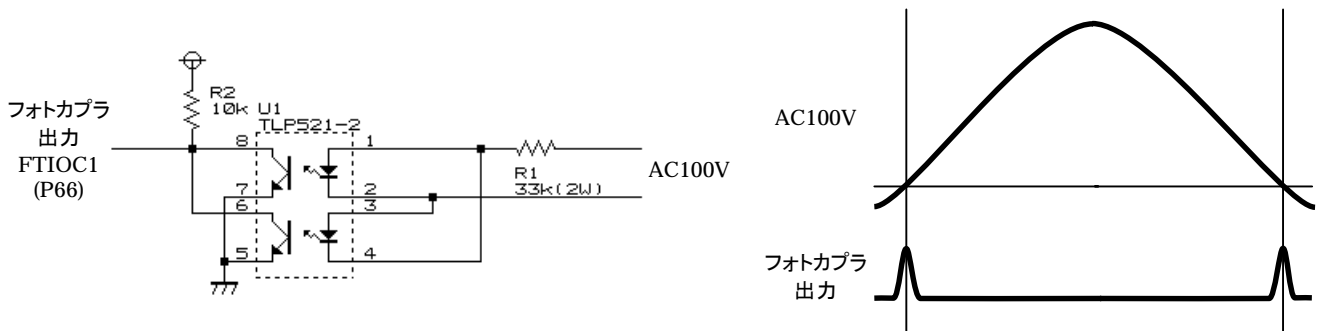 フォトカプラ
出力
FTIOC1
(P66)
R2
10k
U1
TLP521-2
8
7
6
5
1
2
3
4
R1
33k(2W)
AC100V
AC100V
フォトカプラ
出力